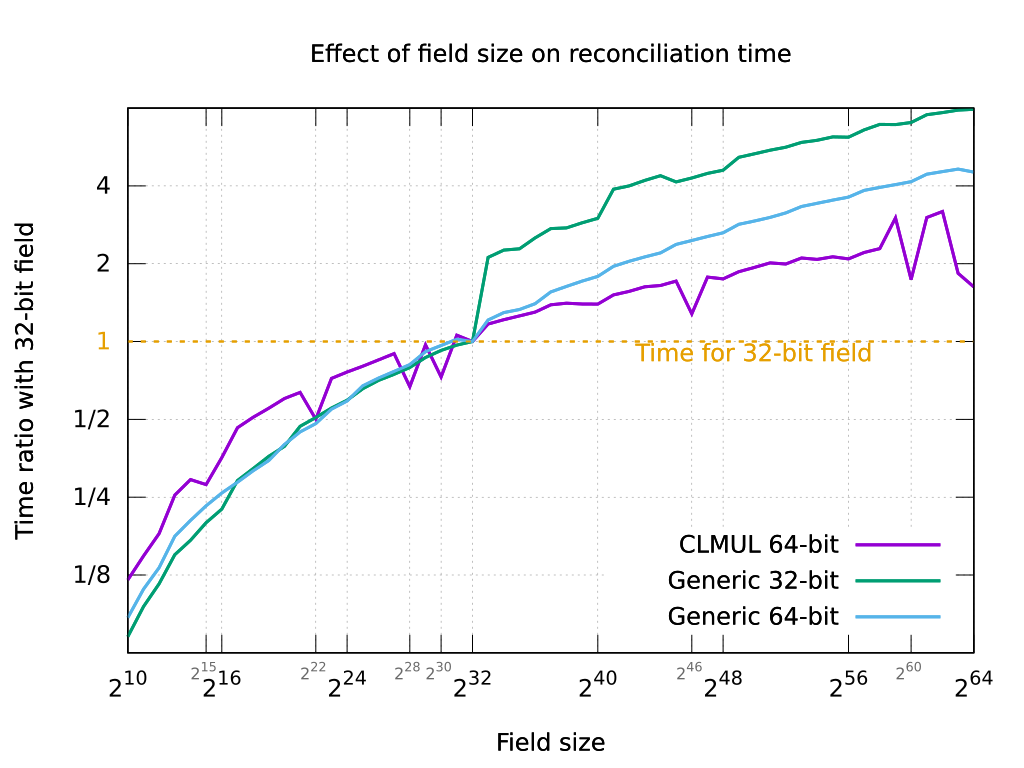 Effect of field size on reconciliation time
Time ratio with 32-bit field
4
2
1
1/2
1/4
1/8
Time for 32-bit field
CLMUL 64-bit
Generic 32-bit
Generic 64-bit
2^10 2^15 2^16 2^22 2^24 2^28 2^30 2^32 2^40 2^46 2^48 2^56 2^60 2^64
Field size